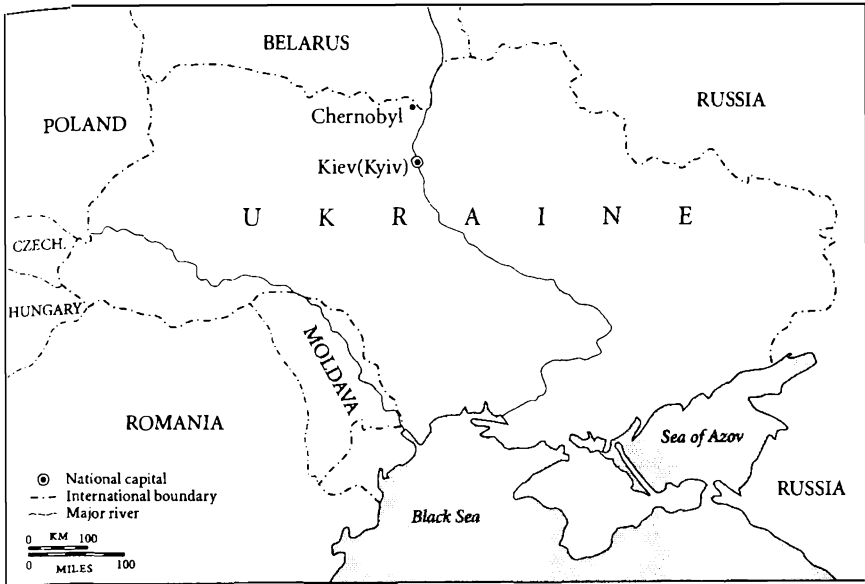 BELARUS
RUSSIA
POLAND
Chernobyl
Kiev(Kyiv)
U K R A I N E
CZECH.
HUNGARY
MOLDAVA
ROMANIA
Sea of Azov
RUSSIA
Black Sea
National capital
International boundary
Major river
0 KM 100
0 MILES 100